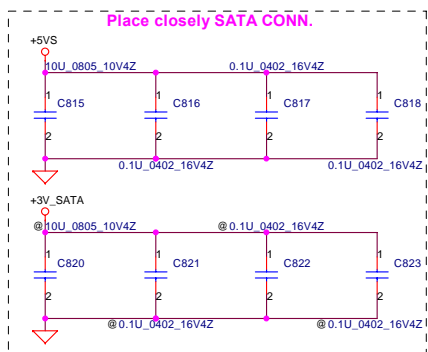 Place closely SATA CONN.
+5VS
10U_0805_10V4Z 0.1U_0402_16V4Z
1 1 1 1
C815 C816 C817 C818
2 2 2 2
0.1U_0402_16V4Z 0.1U_0402_16V4Z
+3V_SATA
@10U_0805_10V4Z @0.1U_0402_16V4Z
1 1 1 1
C820 C821 C822 C823
2 2 2 2
@0.1U_0402_16V4Z @0.1U_0402_16V4Z